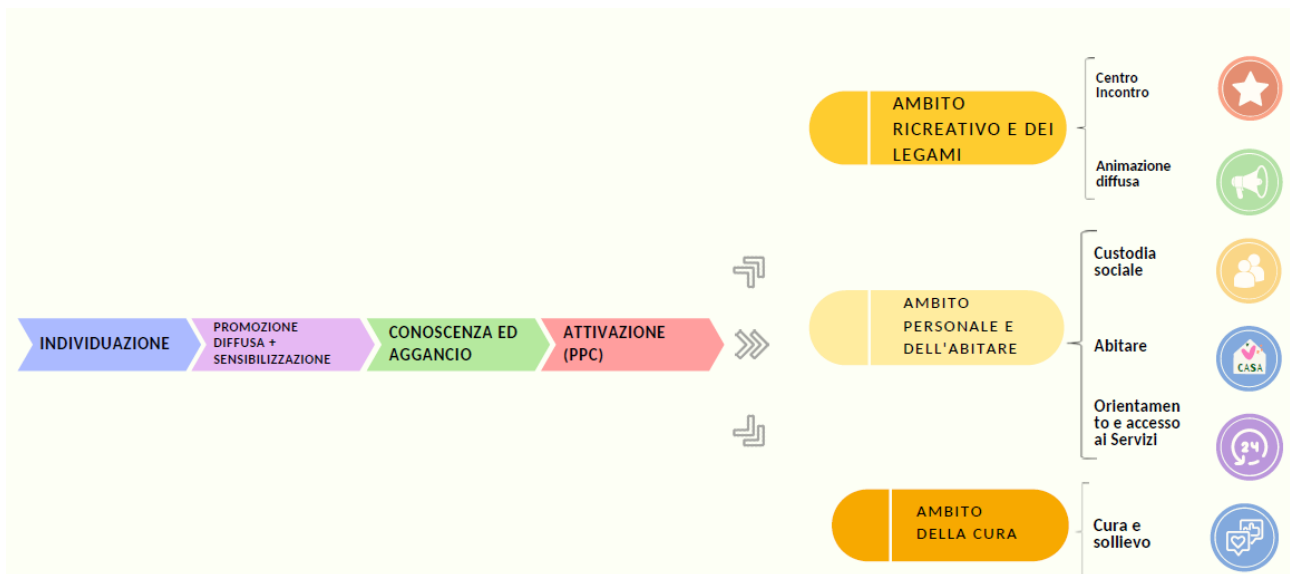 INDIVIDUAZIONE
PROMOZIONE
DIFFUSA +
SENSIBILIZZAZIONE
CONOSCENZA ED
AGGANCIO
ATTIVAZIONE
(PPC)
AMBITO
RICREATIVO E DEI
LEGAMI
Centro
Incontro
Animazione
diffusa
AMBITO
PERSONALE E
DELL'ABITARE
Custodia
sociale
Abitare
CASA
Orientamen
to e accesso
ai Servizi
24
AMBITO
DELLA CURA
Cura e
sollievo